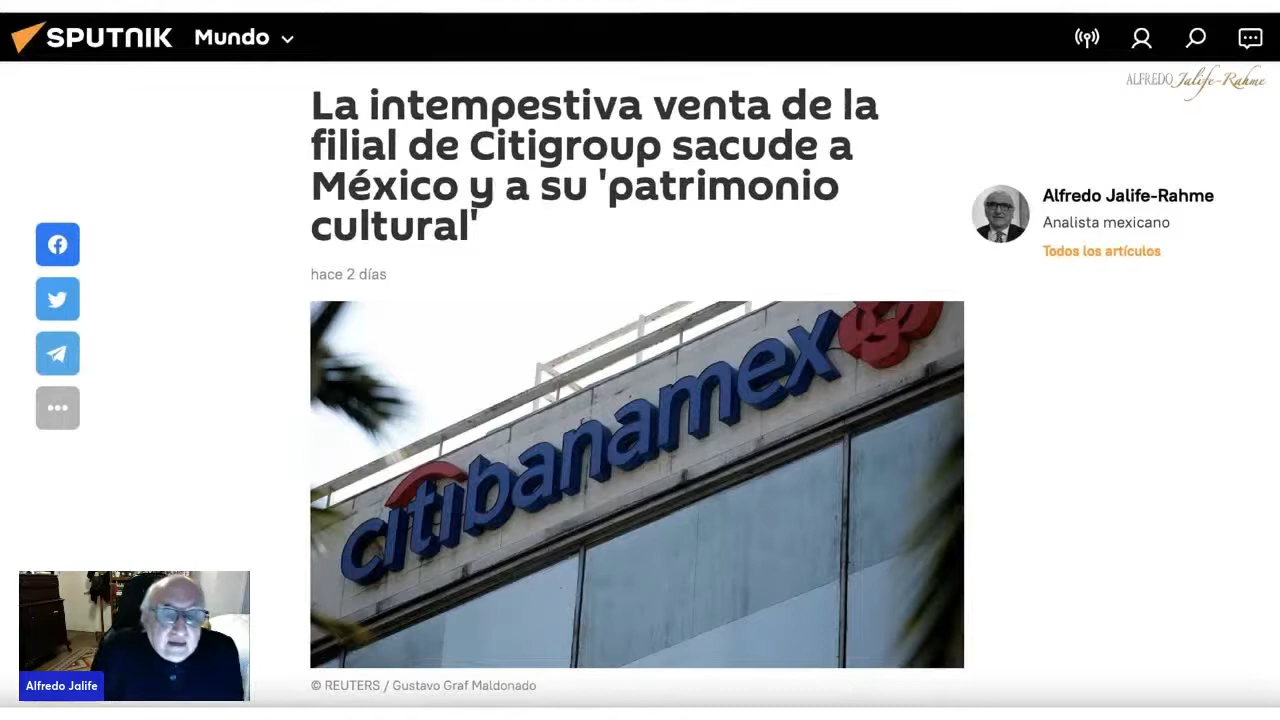 SPUTNIK Mundo
ALFREDO Jalife-Rahme
La intempestiva venta de la
filial de Citigroup sacude a
México y a su 'patrimonio
cultural'
hace 2 días
Alfredo Jalife-Rahme
Analista mexicano
Todos los artículos
citibanamex
© REUTERS / Gustavo Graf Maldonado
Alfredo Jalife